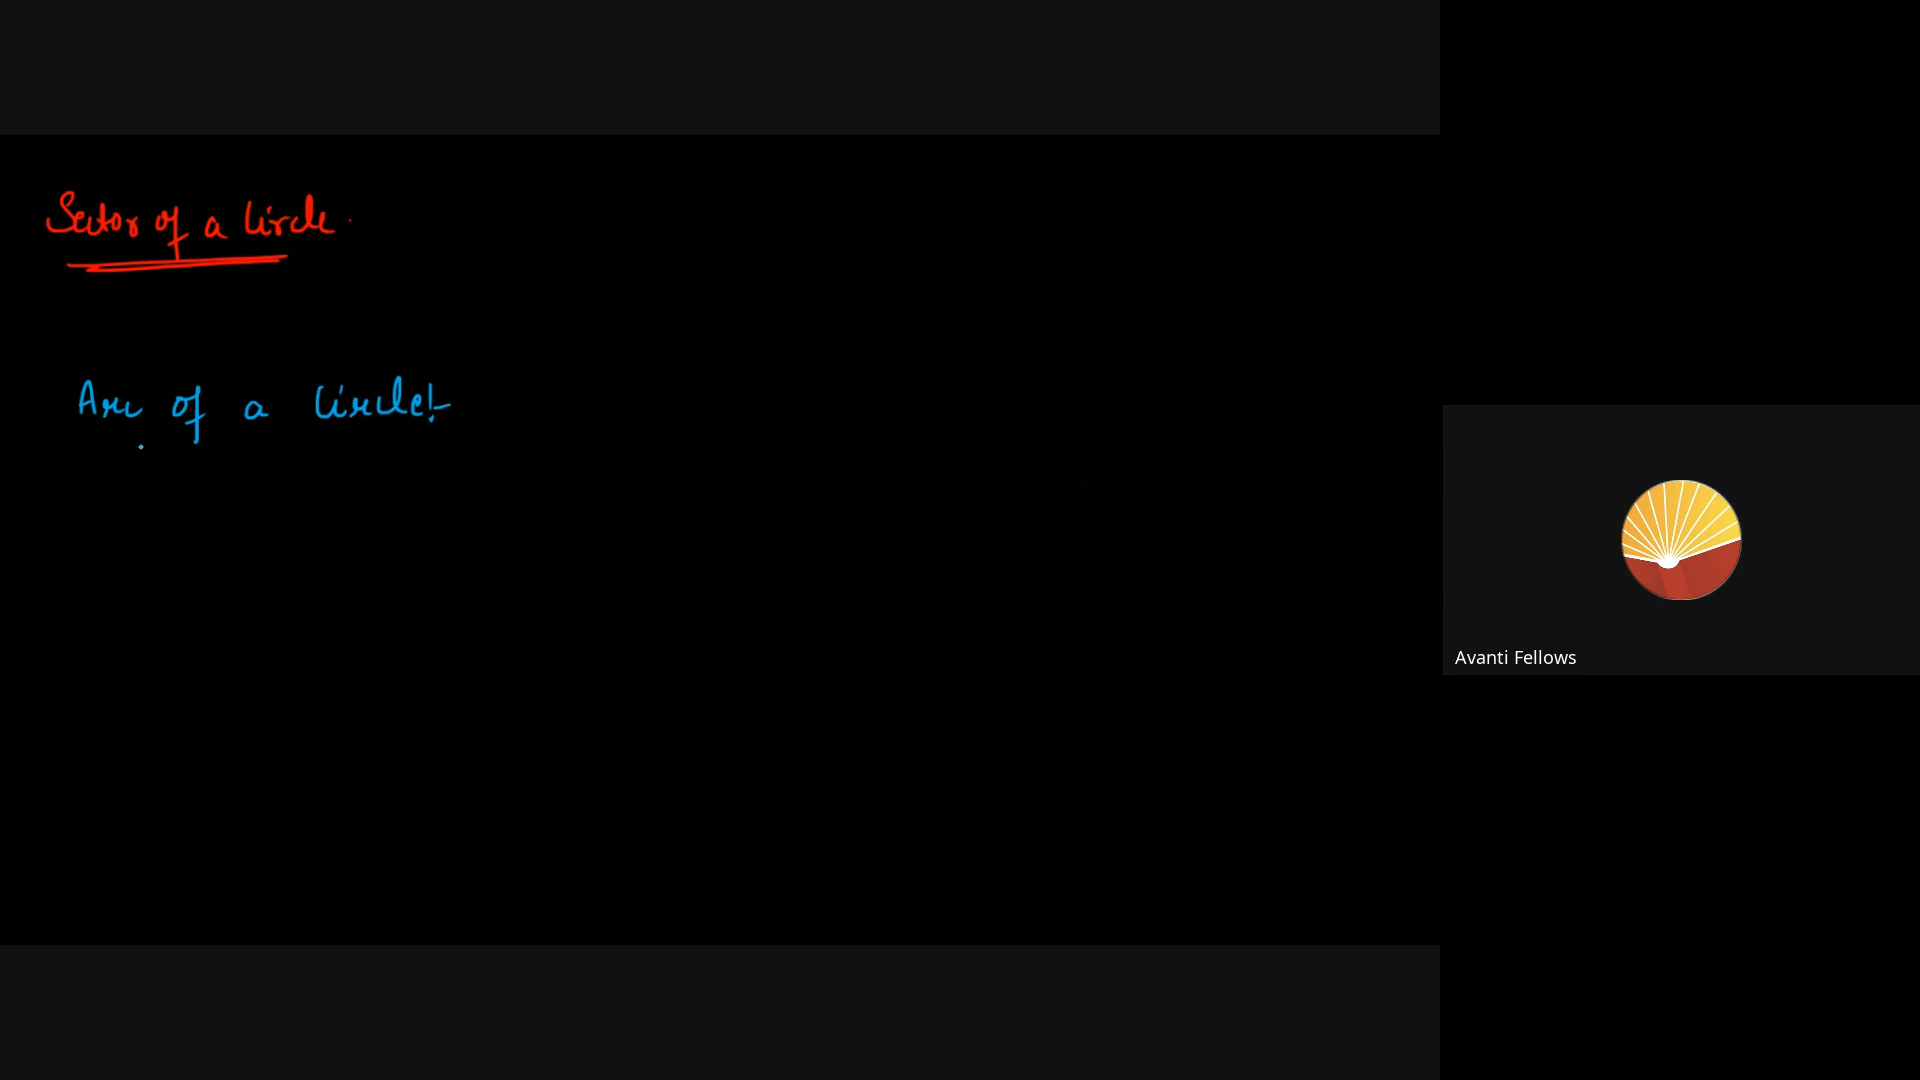 Sector of a Circle.
Arc of a Circle:-
Avanti Fellows